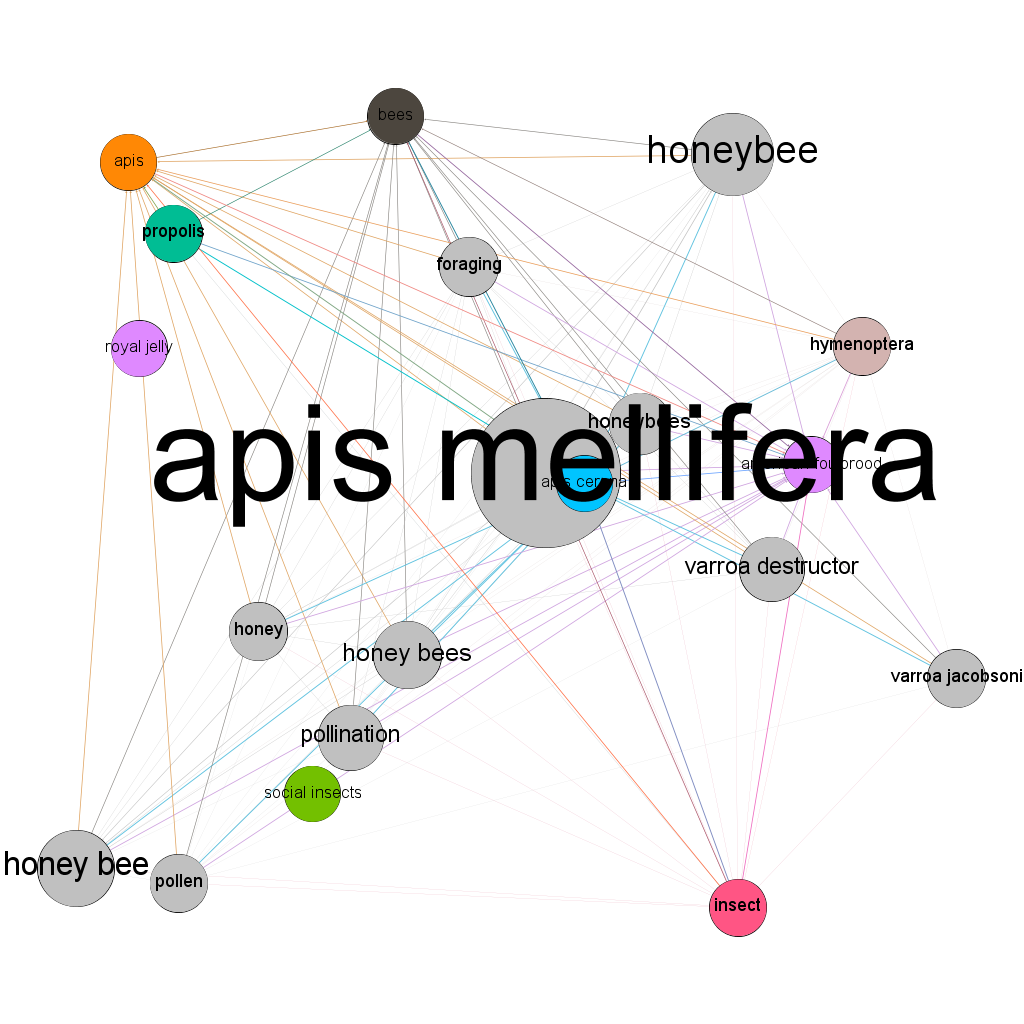 bees
honeybee
apis
propolis
foraging
royal jelly
hymenoptera
honeybees
apis mellifera
american foulbrood
apis cerana
varroa destructor
honey
honey bees
varroa jacobsoni
pollination
social insects
honey bee
pollen
insect